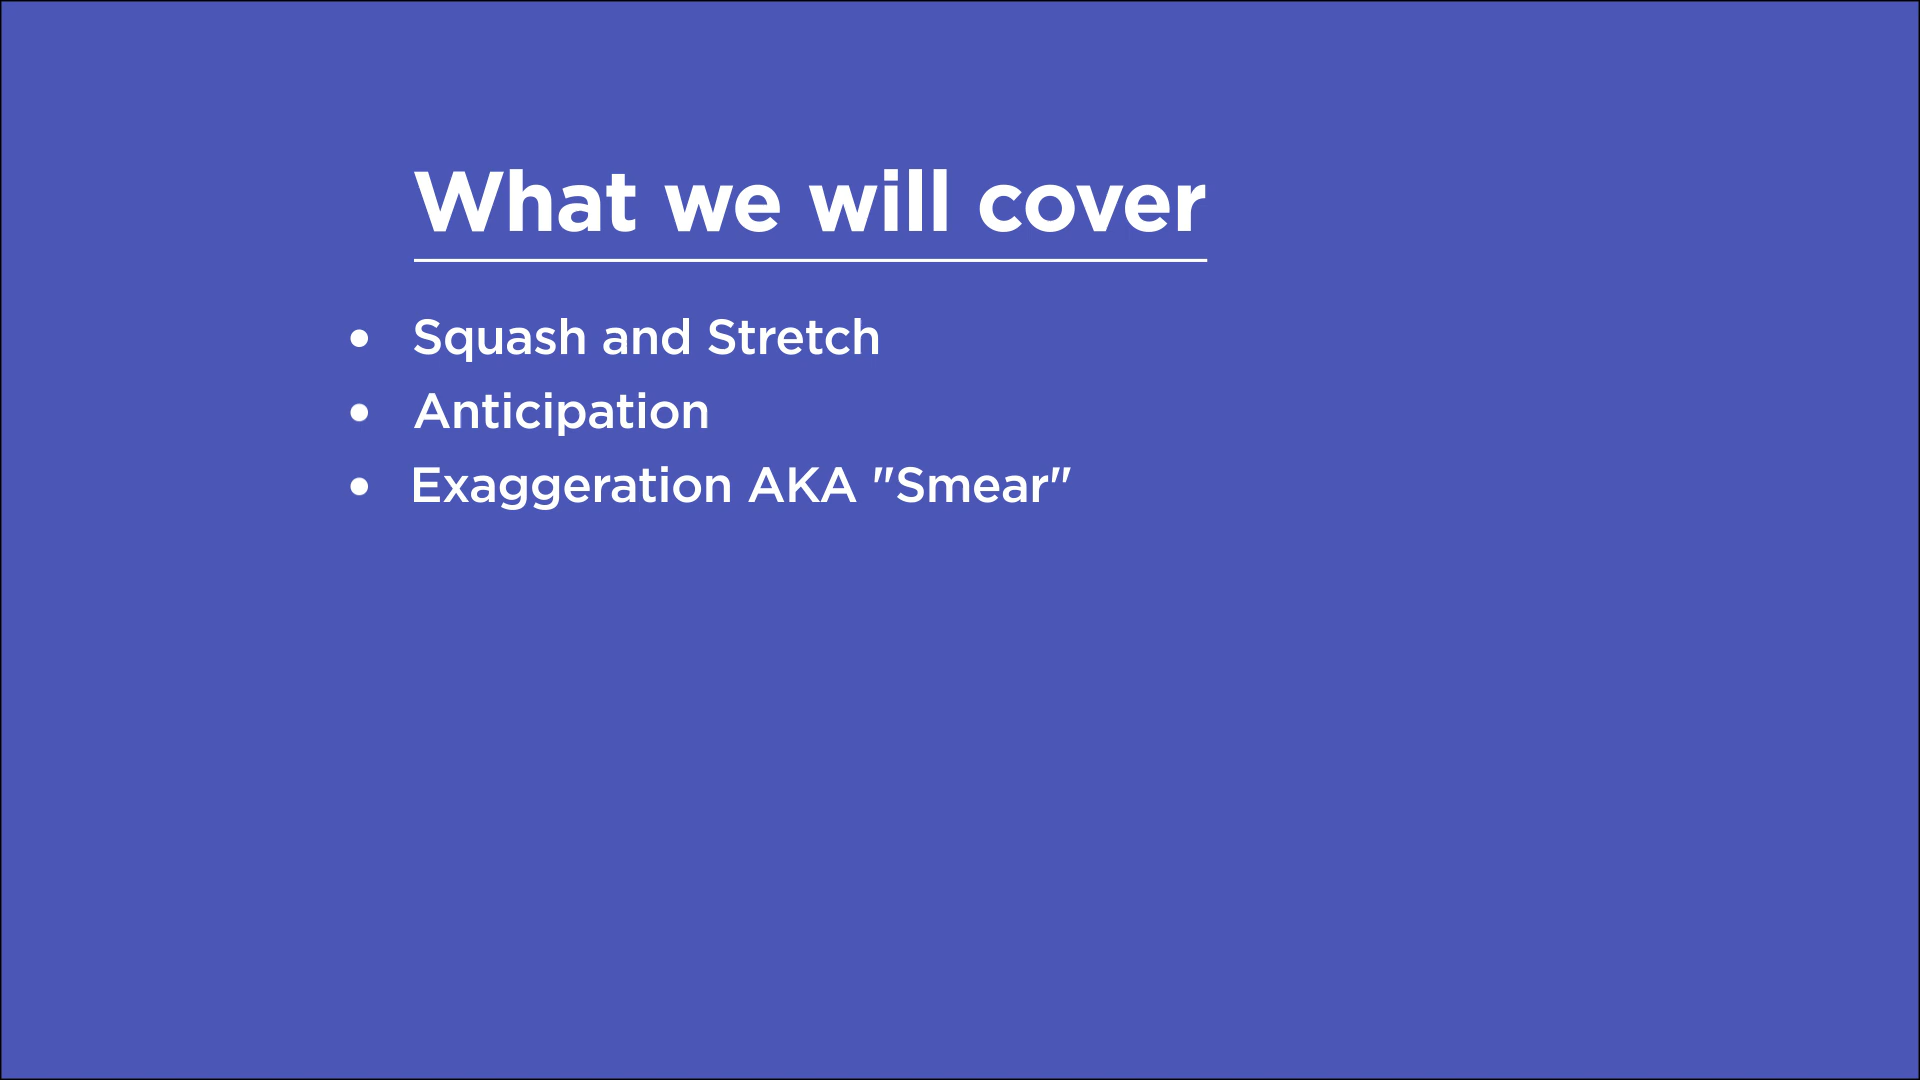 What we will cover
• Squash and Stretch
• Anticipation
• Exaggeration AKA "Smear"